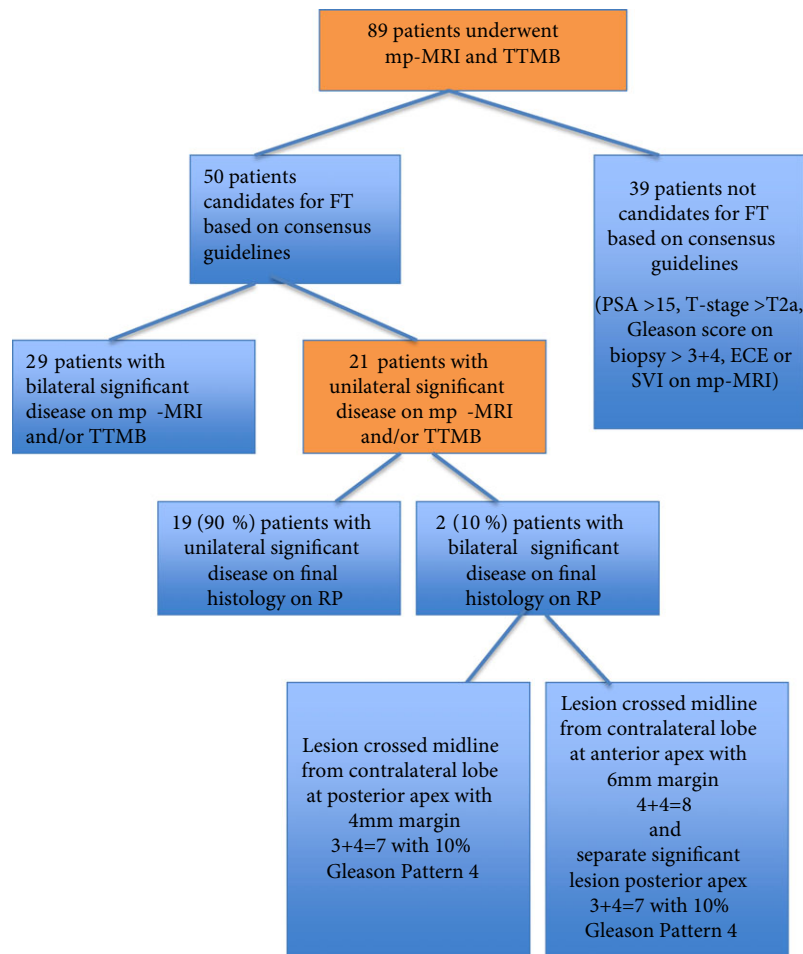 89 patients underwent
mp-MRI and TTMB
50 patients
candidates for FT
based on consensus
guidelines
39 patients not
candidates for FT
based on consensus
guidelines
(PSA >15, T-stage >T2a,
Gleason score on
biopsy > 3+4, ECE or
SVI on mp-MRI)
29 patients with
bilateral significant
disease on mp -MRI
and/or TTMB
21 patients with
unilateral significant
disease on mp -MRI
and/or TTMB
19 (90 %) patients with
unilateral significant
disease on final
histology on RP
2 (10 %) patients with
bilateral significant
disease on final
histology on RP
Lesion crossed midline
from contralateral lobe
at posterior apex with
4mm margin
3+4=7 with 10%
Gleason Pattern 4
Lesion crossed midline
from contralateral lobe
at anterior apex with
6mm margin
4+4=8
and
separate significant
lesion posterior apex
3+4=7 with 10%
Gleason Pattern 4